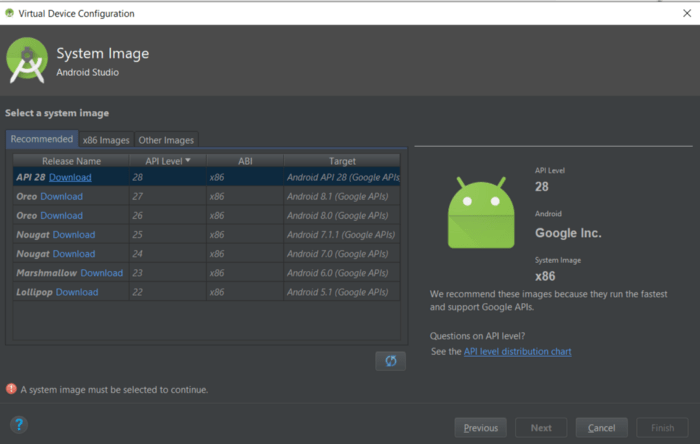 Virtual Device Configuration
System Image
Android Studio
Select a system image
Recommended x86 Images Other Images
Release Name API Level ▼ ABI Target
API 28 Download 28 x86 Android API 28 (Google APIs
Oreo Download 27 x86 Android 8.1 (Google APIs)
Oreo Download 26 x86 Android 8.0 (Google APIs)
Nougat Download 25 x86 Android 7.1.1 (Google APIs)
Nougat Download 24 x86 Android 7.0 (Google APIs)
Marshmallow Download 23 x86 Android 6.0 (Google APIs)
Lollipop Download 22 x86 Android 5.1 (Google APIs)
API Level
28
Android
Google Inc.
System Image
x86
We recommend these images because they run the fastest
and support Google APIs.
Questions on API level?
See the API level distribution chart
A system image must be selected to continue.
? Previous Next Cancel Finish